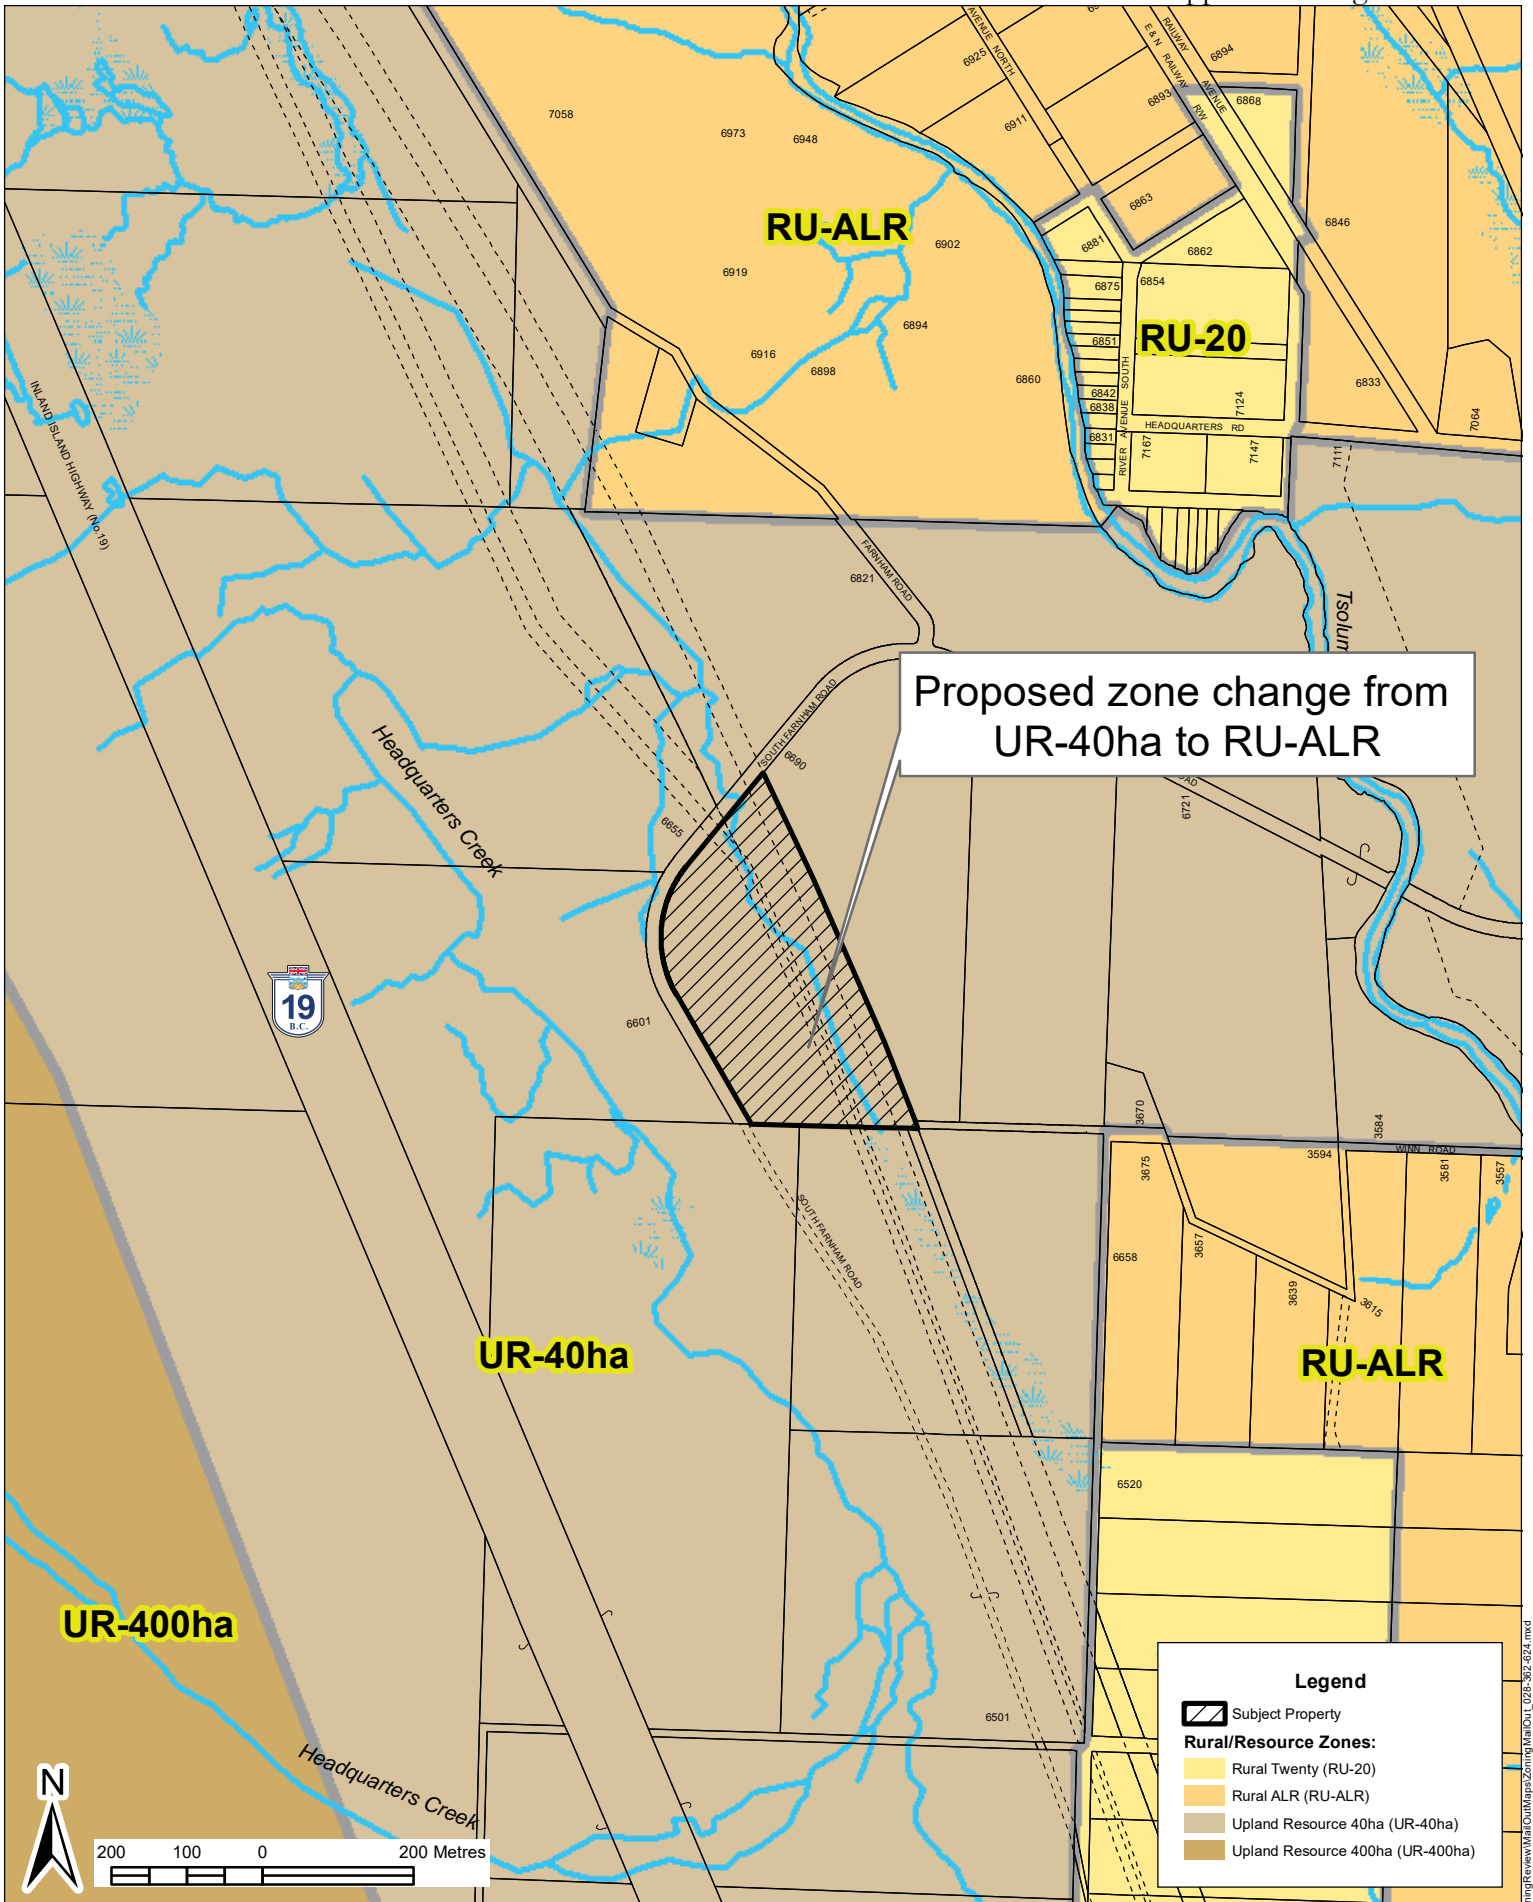 7058
6973
6948
6925
AVENUE NORTH
6911
RAILWAY AVENUE
E & N RAILWAY R/W
6894
6893
6868
6863
RU-ALR
6902
6881
6862
6846
6919
6875
6854
6894
6851
RU-20
6916
6898
6860
6842
6838
6833
7124
7064
HEADQUARTERS RD
6831
RIVER AVENUE SOUTH
7167
7147
7111
INLAND ISLAND HIGHWAY (No.19)
FARNHAM ROAD
6821
Tsolum
SOUTH FARNHAM ROAD
6690
Proposed zone change from
UR-40ha to RU-ALR
Headquarters Creek
6655
6721
19
B.C.
6601
3670
3584
WINN ROAD
3675
3594
3581
3557
SOUTH FARNHAM ROAD
6658
3657
3639
3615
UR-40ha
RU-ALR
6520
UR-400ha
6501
Headquarters Creek
N
200 100 0 200 Metres
Legend
Subject Property
Rural/Resource Zones:
Rural Twenty (RU-20)
Rural ALR (RU-ALR)
Upland Resource 40ha (UR-40ha)
Upland Resource 400ha (UR-400ha)